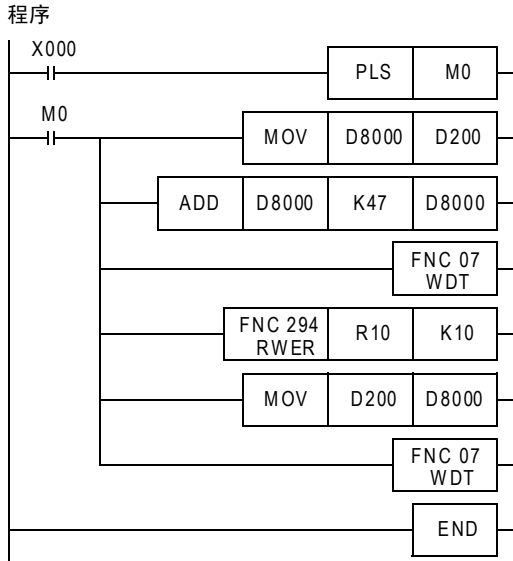 程序
X000
PLS M0
M0
MOV D8000 D200
ADD D8000 K47 D8000
FNC 07
WDT
FNC 294
RWER
R10 K10
MOV D200 D8000
FNC 07
WDT
END